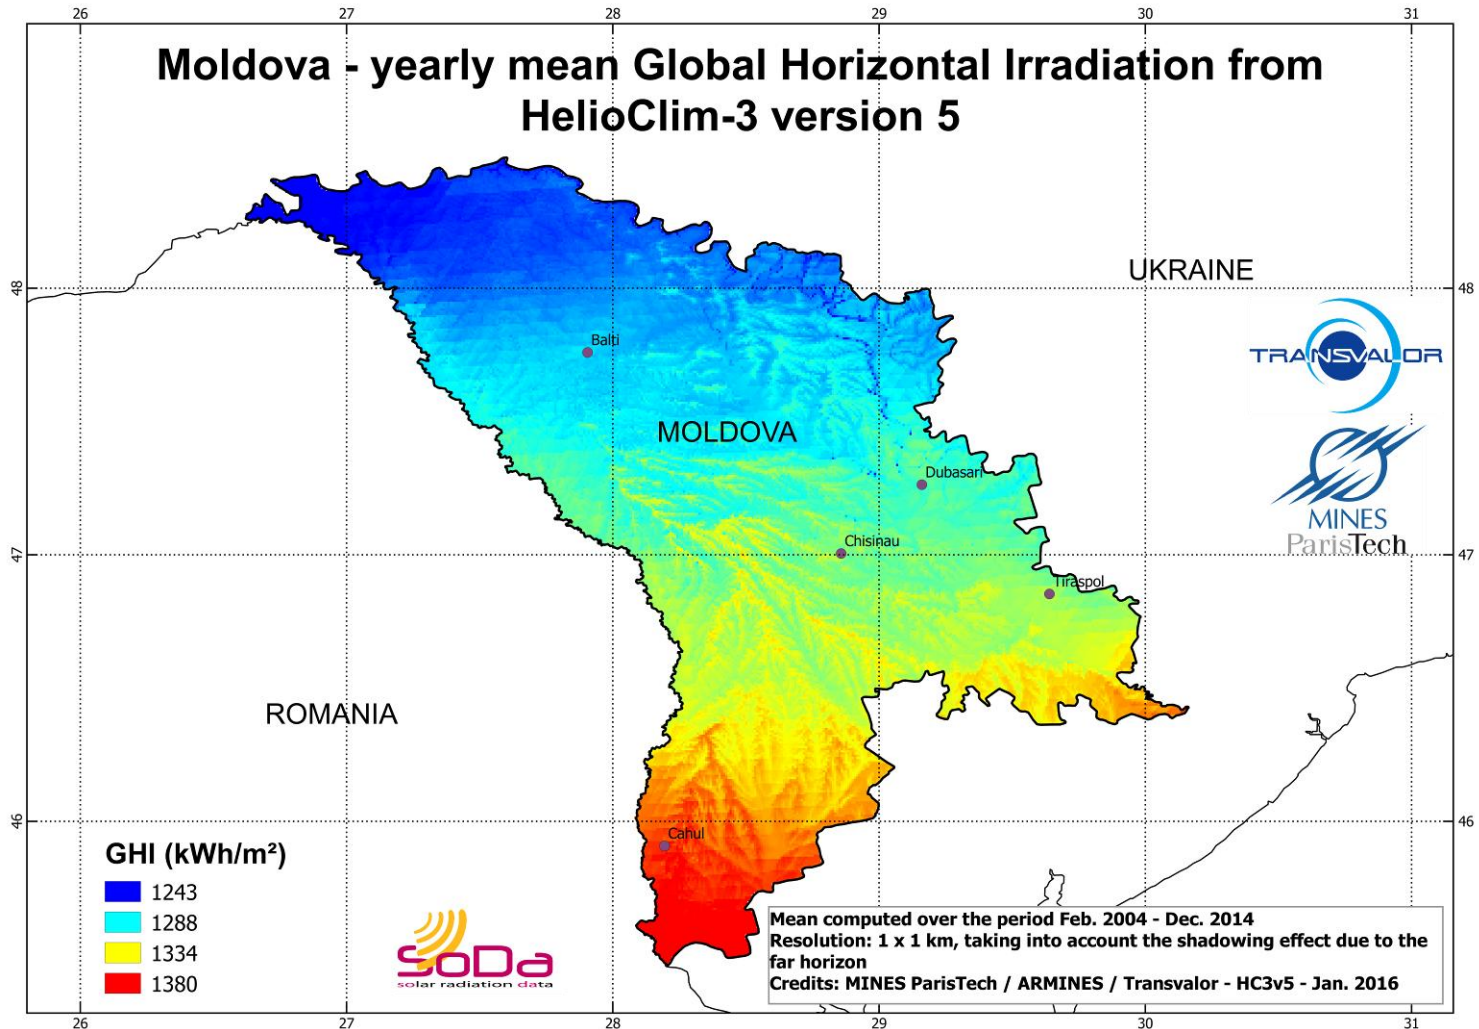 26 27 28 29 30 31
Moldova - yearly mean Global Horizontal Irradiation from
HelioClim-3 version 5
UKRAINE
48 48
TRANSVALOR
Balti
MOLDOVA
Dubasari
MINES
ParisTech
Chisinau
47 47
Tiraspol
ROMANIA
46 46
Cahul
GHI (kWh/m²)
1243
1288
1334
1380
SoDa
solar radiation data
Mean computed over the period Feb. 2004 - Dec. 2014
Resolution: 1 x 1 km, taking into account the shadowing effect due to the
far horizon
Credits: MINES ParisTech / ARMINES / Transvalor - HC3v5 - Jan. 2016
26 27 28 29 30 31